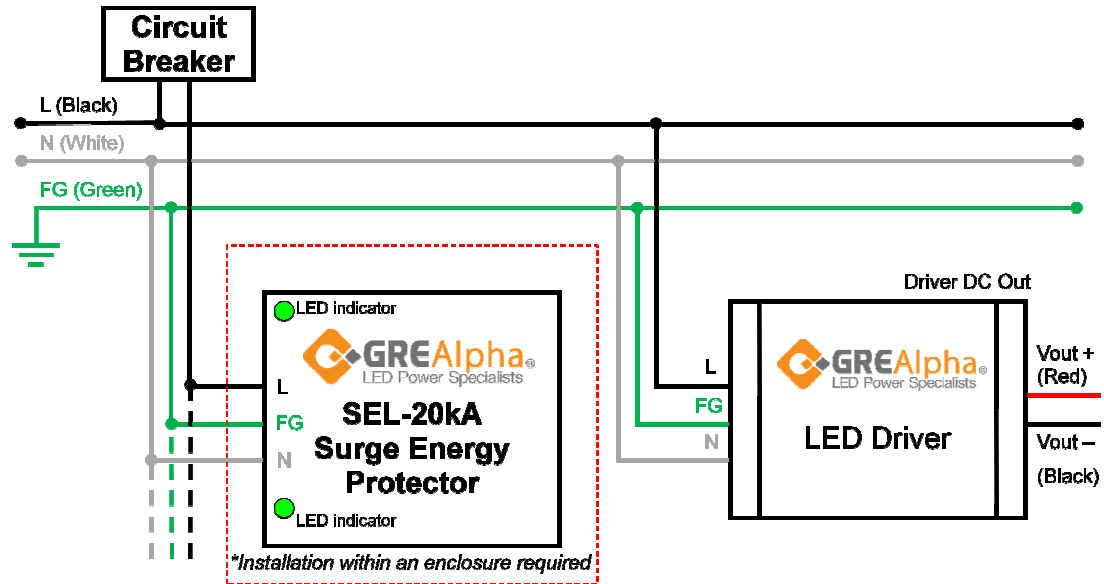 Circuit
Breaker
L (Black)
N (White)
FG (Green)
LED indicator
GREAlpha®
LED Power Specialists
L
FG
N
SEL-20kA
Surge Energy
Protector
LED indicator
*Installation within an enclosure required
Driver DC Out
L
FG
N
GREAlpha®
LED Power Specialists
LED Driver
Vout +
(Red)
Vout –
(Black)